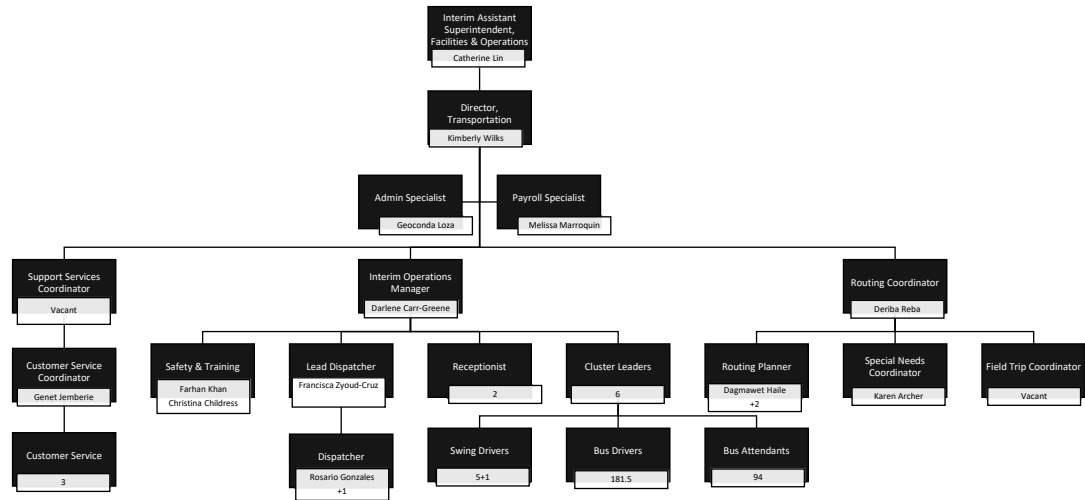 Interim Assistant
Superintendent,
Facilities & Operations
Catherine Lin
Director,
Transportation
Kimberly Wilks
Admin Specialist
Geoconda Loza
Payroll Specialist
Melissa Marroquin
Support Services
Coordinator
Vacant
Interim Operations
Manager
Darlene Carr-Greene
Routing Coordinator
Deriba Reba
Customer Service
Coordinator
Genet Jemberie
Safety & Training
Farhan Khan
Christina Childress
Lead Dispatcher
Francisca Zyoud-Cruz
Receptionist
2
Cluster Leaders
6
Routing Planner
Dagmawet Haile
+2
Special Needs
Coordinator
Karen Archer
Field Trip Coordinator
Vacant
Customer Service
3
Dispatcher
Rosario Gonzales
+1
Swing Drivers
5+1
Bus Drivers
181.5
Bus Attendants
94